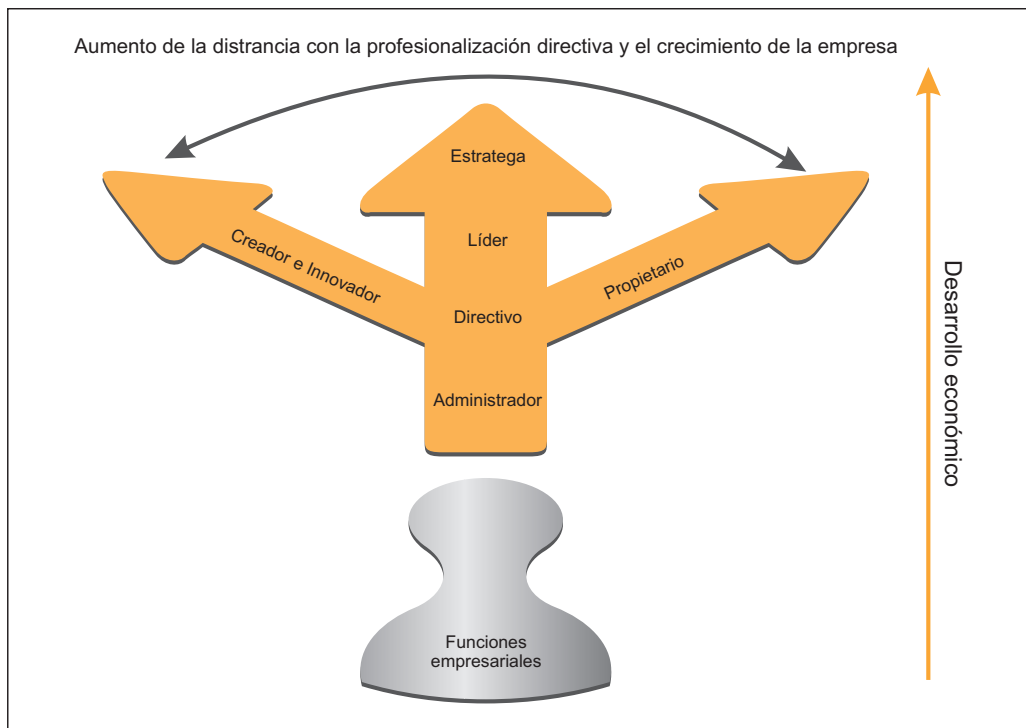 Aumento de la distrancia con la profesionalización directiva y el crecimiento de la empresa
Estratega
Líder
Creador e Innovador
Propietario
Directivo
Administrador
Desarrollo económico
Funciones
empresariales